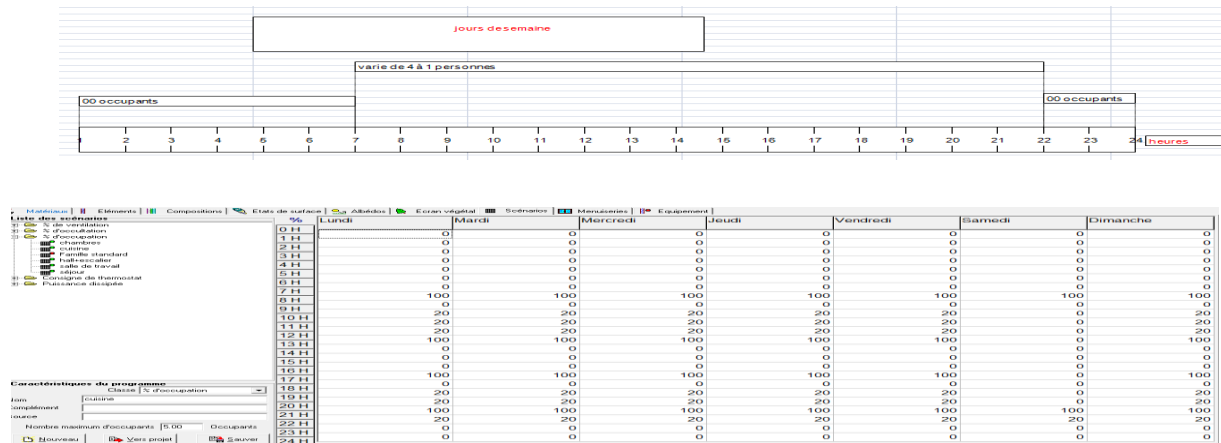 jours desemaine
varie de 4 à 1 personnes
00 occupants
00 occupants
2 3 4 5 6 7 8 9 10 11 12 13 14 15 16 17 18 19 20 21 22 23 24
heures
Matériaux Eléments Compositions Etats de surface Albédos Ecran végétal Scénarios Menuiseries Equipement
Liste des scénarios
% de ventilation
% d'occultation
% d'occupation
chambres
cuisine
Famille standard
hall+escalier
salle de travail
séjour
Consigne de thermostat
Puissance dissipée
Caractéristiques du programme
Classe % d'occupation
Nom cuisine
Complément
Source
Nombre maximum d'occupants 5.00 Occupants
Nouveau Vers projet Sauver
% Lundi Mardi Mercredi Jeudi Vendredi Samedi Dimanche
0 H
0 0 0 0 0 0 0
1 H
0 0 0 0 0 0 0
2 H
0 0 0 0 0 0 0
3 H
0 0 0 0 0 0 0
4 H
0 0 0 0 0 0 0
5 H
0 0 0 0 0 0 0
6 H
0 0 0 0 0 0 0
7 H
100 100 100 100 100 100 100
8 H
0 0 0 0 0 0 0
9 H
20 20 20 20 20 0 20
10 H
20 20 20 20 20 0 20
11 H
20 20 20 20 20 0 20
12 H
100 100 100 100 100 0 100
13 H
0 0 0 0 0 0 0
14 H
0 0 0 0 0 0 0
15 H
0 0 0 0 0 0 0
16 H
100 100 100 100 100 0 100
17 H
0 0 0 0 0 0 0
18 H
20 20 20 20 20 0 20
19 H
20 20 20 20 20 0 20
20 H
100 100 100 100 100 100 100
21 H
20 20 20 20 20 0 20
22 H
0 0 0 0 0 0 0
23 H
0 0 0 0 0 0 0
24 H